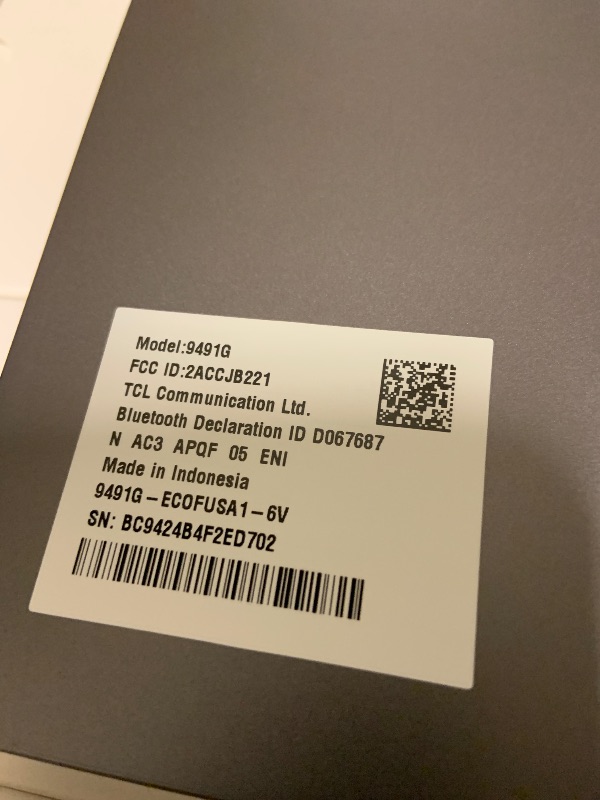 Model:9491G
FCC ID:2ACCJB221
TCL Communication Ltd.
Bluetooth Declaration ID D067687
N AC3 APQF 05 ENI
Made in Indonesia
9491G-ECOFUSA1-6V
SN: BC9424B4F2ED702